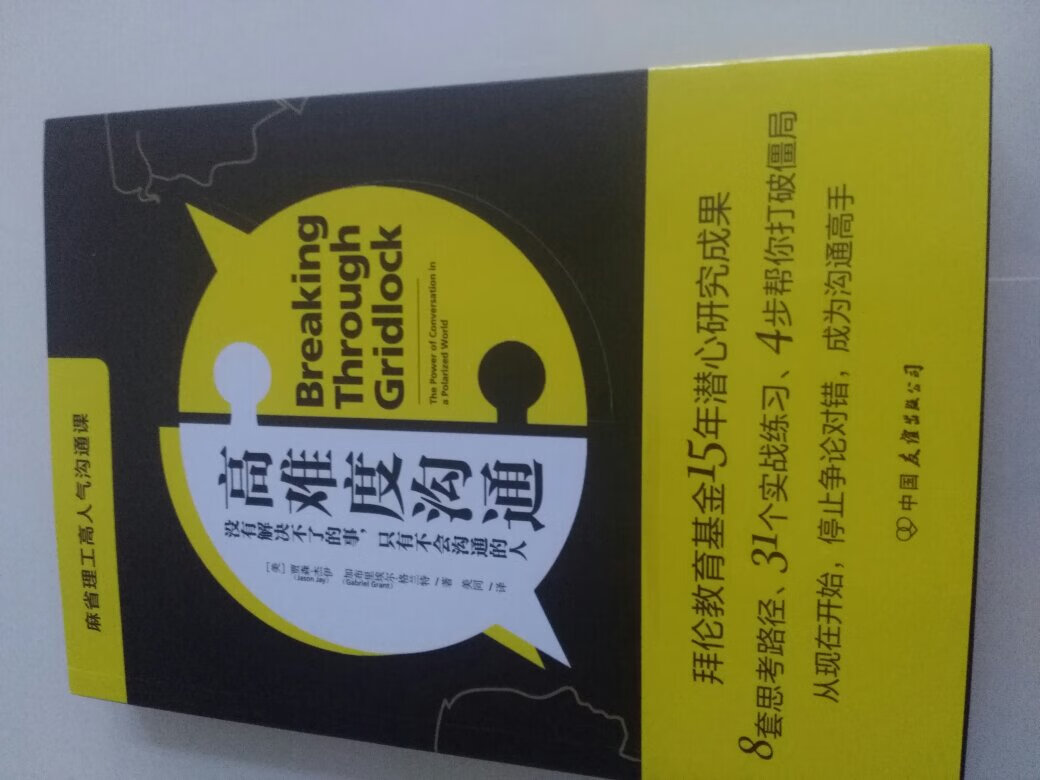 麻省理工高人气沟通课
Breaking
Through
Gridlock
The Power of Conversation in
a Polarized World
高难度沟通
没有解决不了的事，
只有不会沟通的人
[美]
贾森·杰伊
加布里埃尔·格兰特 / 著
美同 / 译
拜伦教育基金15年潜心研究成果
8套思考路径、31个实战练习、4步帮你打破僵局
从现在开始，停止争论对错，成为沟通高手
中国友谊出版公司